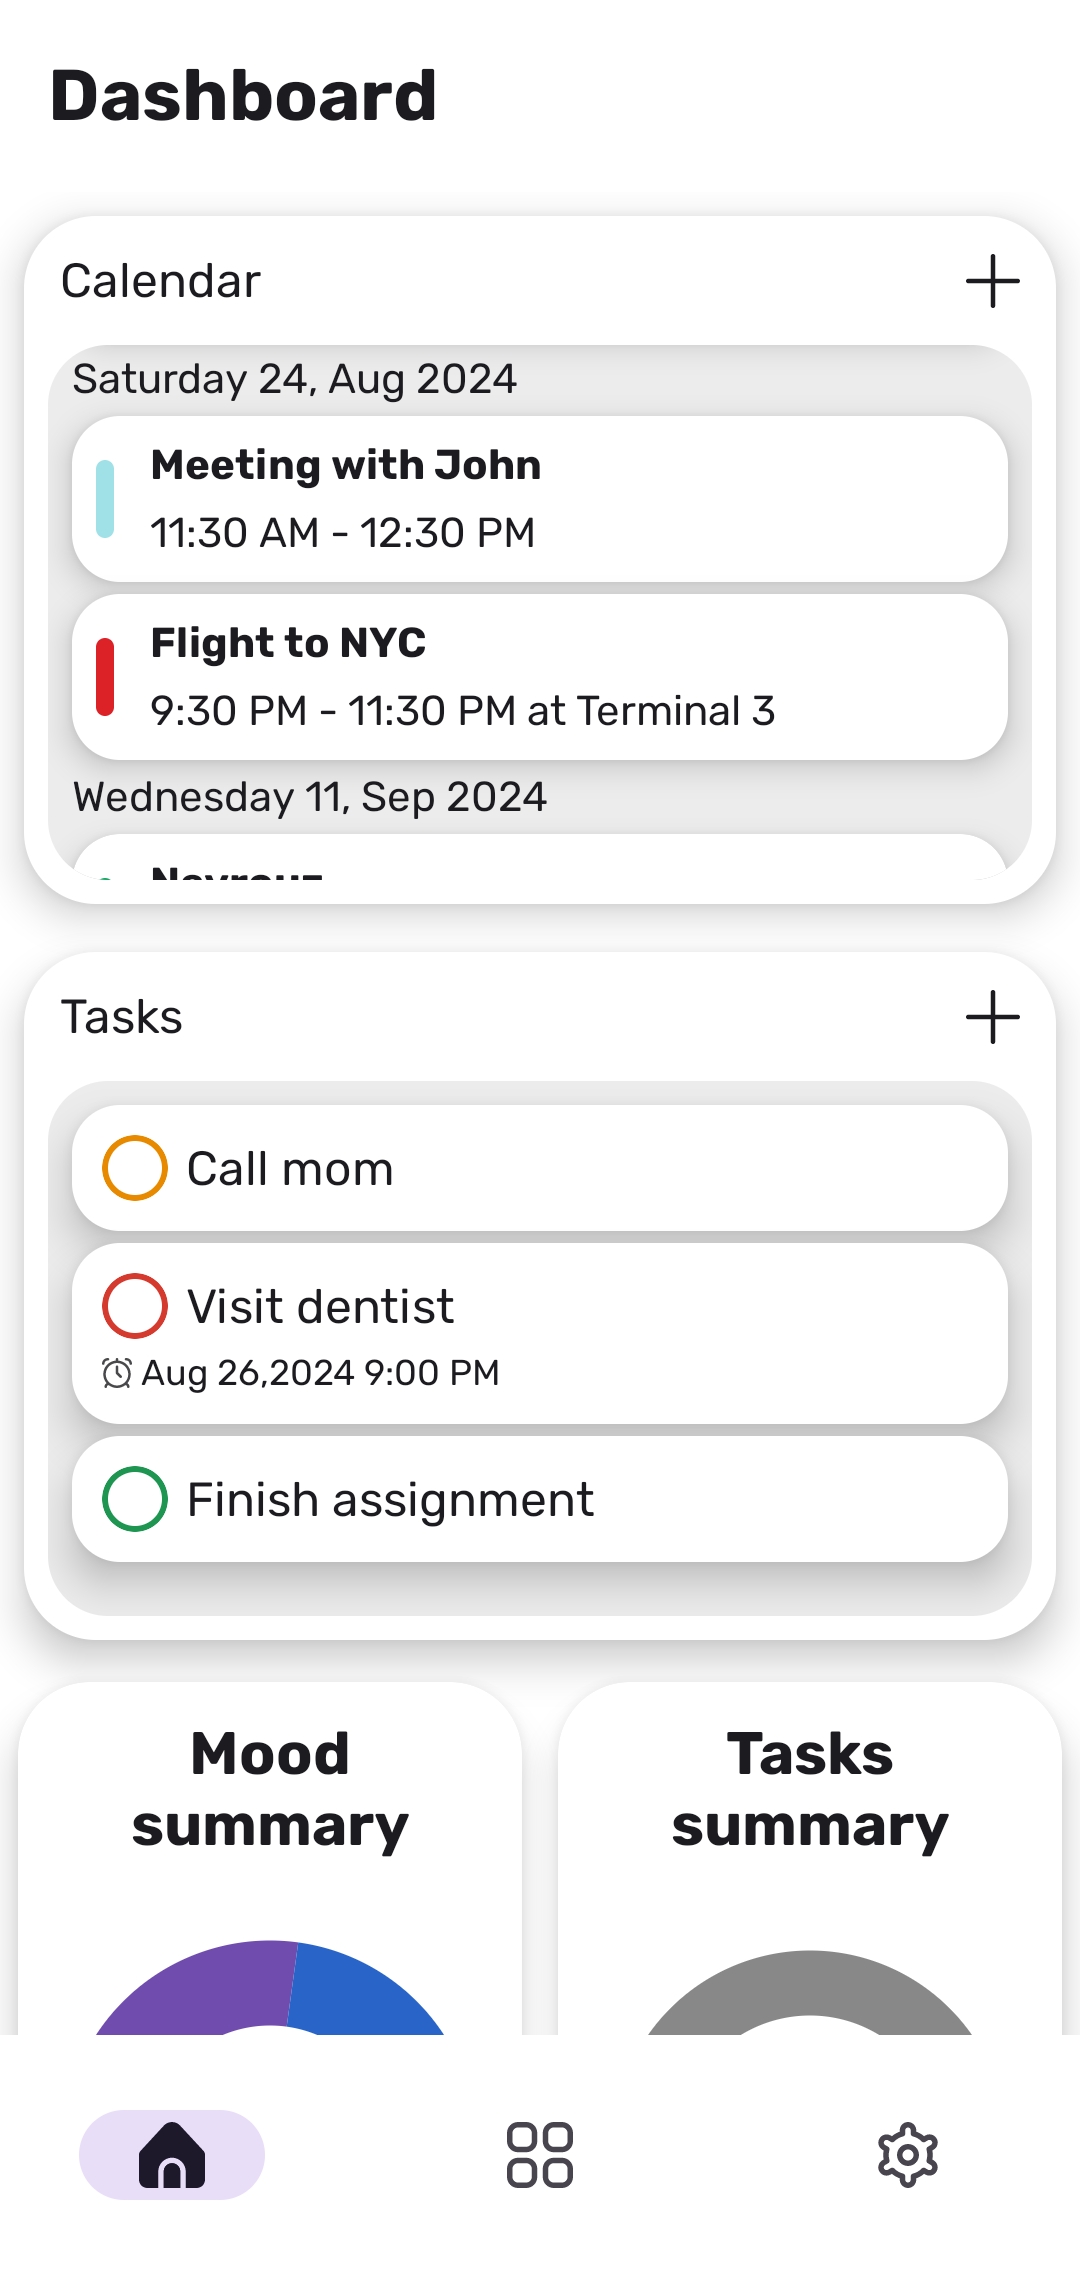 Dashboard
Calendar
Saturday 24, Aug 2024
Meeting with John
11:30 AM - 12:30 PM
Flight to NYC
9:30 PM - 11:30 PM at Terminal 3
Wednesday 11, Sep 2024
Tasks
Call mom
Visit dentist
Aug 26,2024 9:00 PM
Finish assignment
Mood
summary
Tasks
summary